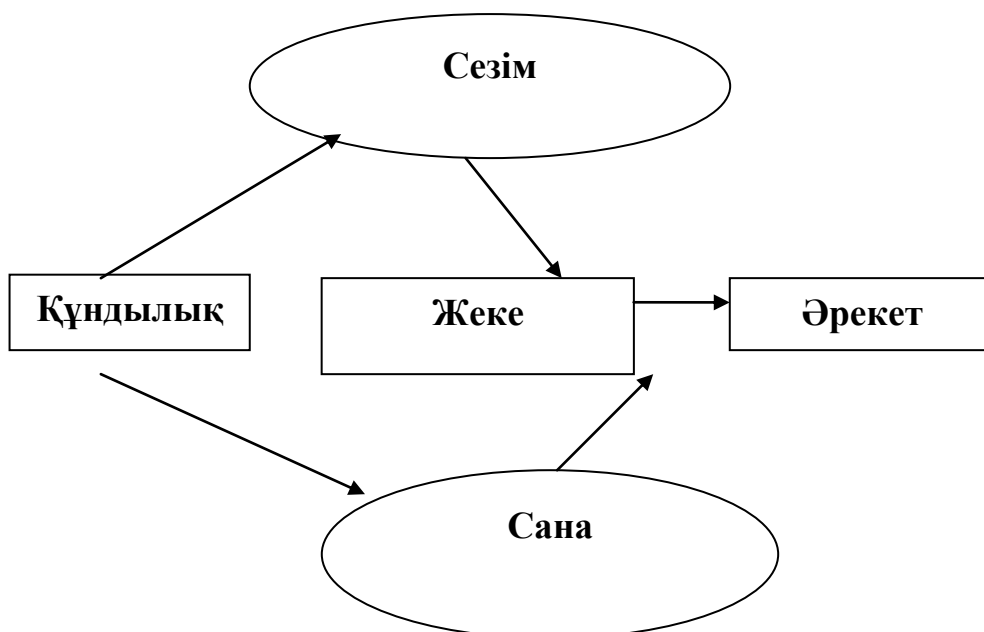 Сезім
Құндылық
Жеке
Әрекет
Сана